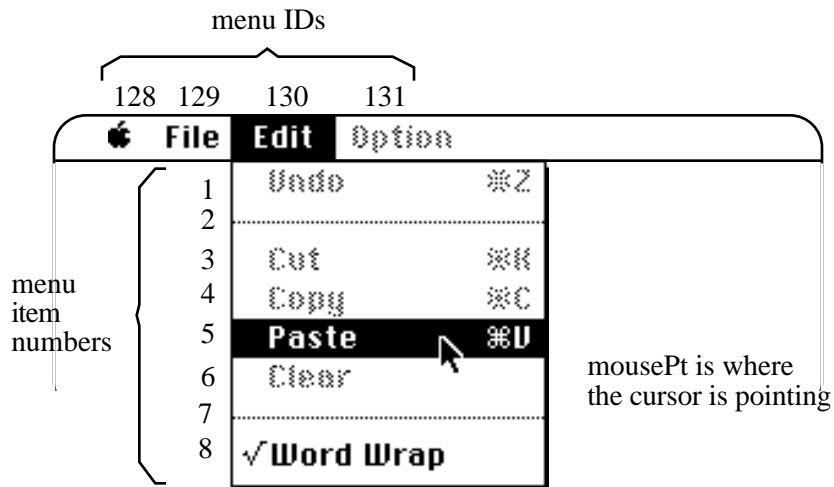 menu IDs
128 129 130 131
File Edit Option
1 Undo ⌘Z
2
3 Cut ⌘X
4 Copy ⌘C
menu
item
numbers
5 Paste ⌘V
6 Clear
mousePt is where
the cursor is pointing
7
8 √Word Wrap